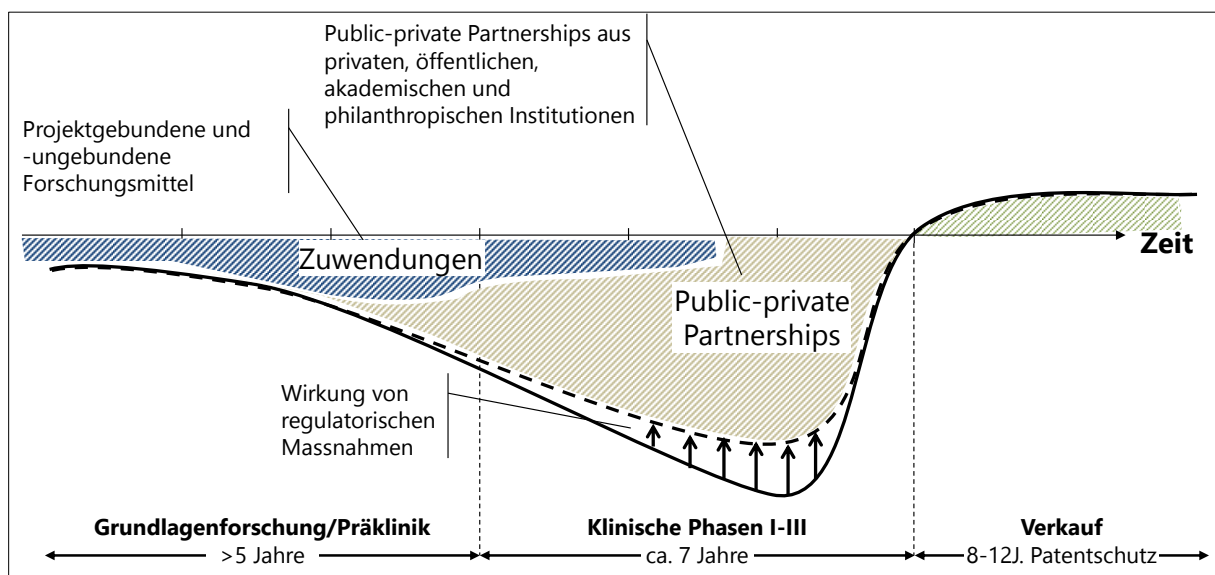 Public-private Partnerships aus
privaten, öffentlichen,
akademischen und
philanthropischen Institutionen
Projektgebundene und
-ungebundene
Forschungsmittel
Zuwendungen
Zeit
Public-private
Partnerships
Wirkung von
regulatorischen
Massnahmen
Grundlagenforschung/Präklinik
Klinische Phasen I-III
Verkauf
>5 Jahre
ca. 7 Jahre
8-12J. Patentschutz